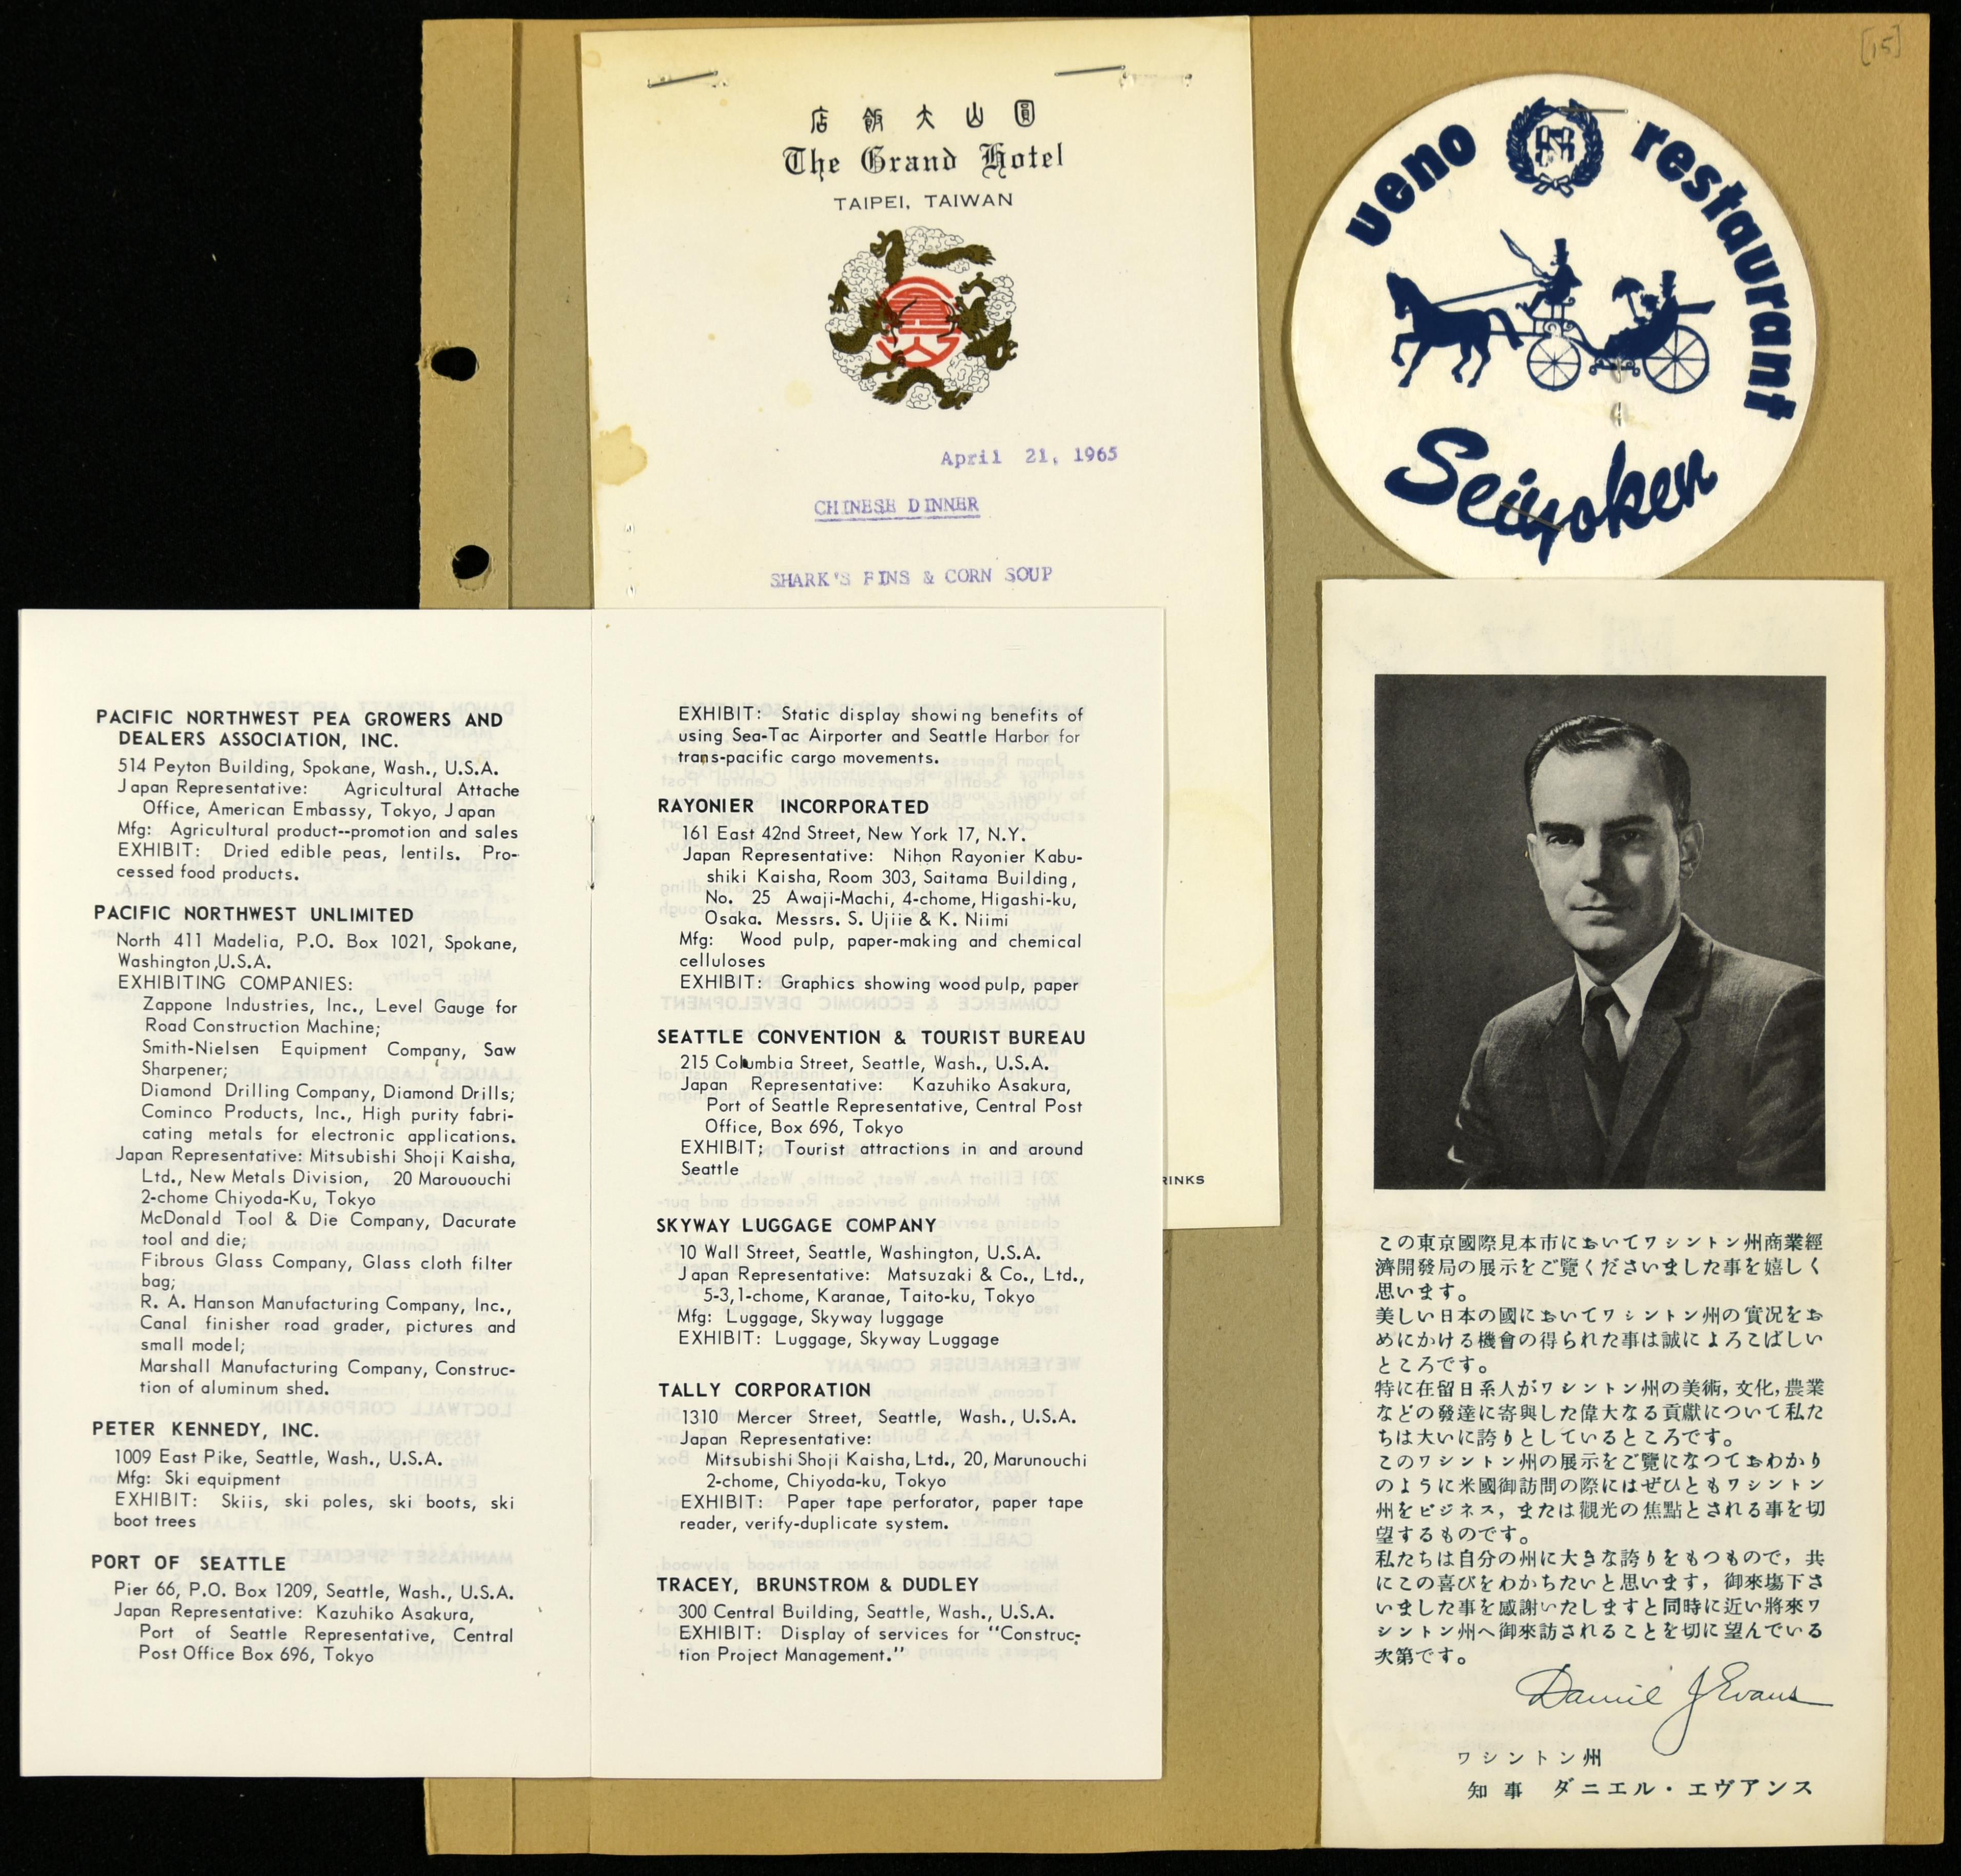 [15]
店飯大山圓
The Grand Hotel
TAIPEI, TAIWAN
April 21, 1965
CHINESE DINNER
SHARK'S FINS & CORN SOUP
RINKS
ueno restaurant
Seiyoken
PACIFIC NORTHWEST PEA GROWERS AND
DEALERS ASSOCIATION, INC.
514 Peyton Building, Spokane, Wash., U.S.A.
Japan Representative: Agricultural Attache
Office, American Embassy, Tokyo, Japan
Mfg: Agricultural product--promotion and sales
EXHIBIT: Dried edible peas, lentils. Pro-
cessed food products.
PACIFIC NORTHWEST UNLIMITED
North 411 Madelia, P.O. Box 1021, Spokane,
Washington,U.S.A.
EXHIBITING COMPANIES:
Zappone Industries, Inc., Level Gauge for
Road Construction Machine;
Smith-Nielsen Equipment Company, Saw
Sharpener;
Diamond Drilling Company, Diamond Drills;
Cominco Products, Inc., High purity fabri-
cating metals for electronic applications.
Japan Representative: Mitsubishi Shoji Kaisha,
Ltd., New Metals Division, 20 Marououchi
2-chome Chiyoda-Ku, Tokyo
McDonald Tool & Die Company, Dacurate
tool and die;
Fibrous Glass Company, Glass cloth filter
bag;
R. A. Hanson Manufacturing Company, Inc.,
Canal finisher road grader, pictures and
small model;
Marshall Manufacturing Company, Construc-
tion of aluminum shed.
PETER KENNEDY, INC.
1009 East Pike, Seattle, Wash., U.S.A.
Mfg: Ski equipment
EXHIBIT: Skiis, ski poles, ski boots, ski
boot trees
PORT OF SEATTLE
Pier 66, P.O. Box 1209, Seattle, Wash., U.S.A.
Japan Representative: Kazuhiko Asakura,
Port of Seattle Representative, Central
Post Office Box 696, Tokyo
EXHIBIT: Static display showing benefits of
using Sea-Tac Airporter and Seattle Harbor for
trans-pacific cargo movements.
RAYONIER INCORPORATED
161 East 42nd Street, New York 17, N.Y.
Japan Representative: Nihon Rayonier Kabu-
shiki Kaisha, Room 303, Saitama Building,
No. 25 Awaji-Machi, 4-chome, Higashi-ku,
Osaka. Messrs. S. Ujiie & K. Niimi
Mfg: Wood pulp, paper-making and chemical
celluloses
EXHIBIT: Graphics showing wood pulp, paper
SEATTLE CONVENTION & TOURIST BUREAU
215 Columbia Street, Seattle, Wash., U.S.A.
Japan Representative: Kazuhiko Asakura,
Port of Seattle Representative, Central Post
Office, Box 696, Tokyo
EXHIBIT; Tourist attractions in and around
Seattle
SKYWAY LUGGAGE COMPANY
10 Wall Street, Seattle, Washington, U.S.A.
Japan Representative: Matsuzaki & Co., Ltd.,
5-3,1-chome, Karanae, Taito-ku, Tokyo
Mfg: Luggage, Skyway luggage
EXHIBIT: Luggage, Skyway Luggage
TALLY CORPORATION
1310 Mercer Street, Seattle, Wash., U.S.A.
Japan Representative:
Mitsubishi Shoji Kaisha, Ltd., 20, Marunouchi
2-chome, Chiyoda-ku, Tokyo
EXHIBIT: Paper tape perforator, paper tape
reader, verify-duplicate system.
TRACEY, BRUNSTROM & DUDLEY
300 Central Building, Seattle, Wash., U.S.A.
EXHIBIT: Display of services for "Construc-
tion Project Management."
この東京國際見本市においてワシントン州商業經
濟開發局の展示をご覽くださいました事を嬉しく
思います。
美しい日本の國においてワシントン州の實況をお
めにかける機會の得られた事は誠によろこばしい
ところです。
特に在留日系人がワシントン州の美術，文化，農業
などの發達に寄與した偉大なる貢獻について私た
ちは大いに誇りとしているところです。
このワシントン州の展示をご覽になつておわかり
のように米國御訪問の際にはぜひともワシントン
州をビジネス，または觀光の焦點とされる事を切
望するものです。
私たちは自分の州に大きな誇りをもつもので，共
にこの喜びをわかちたいと思います，御來塲下さ
いました事を感謝いたしますと同時に近い將來ワ
シントン州へ御來訪されることを切に望んでいる
次第です。
Daniel J Evans
ワシントン州
知事 ダニエル・エヴアンス